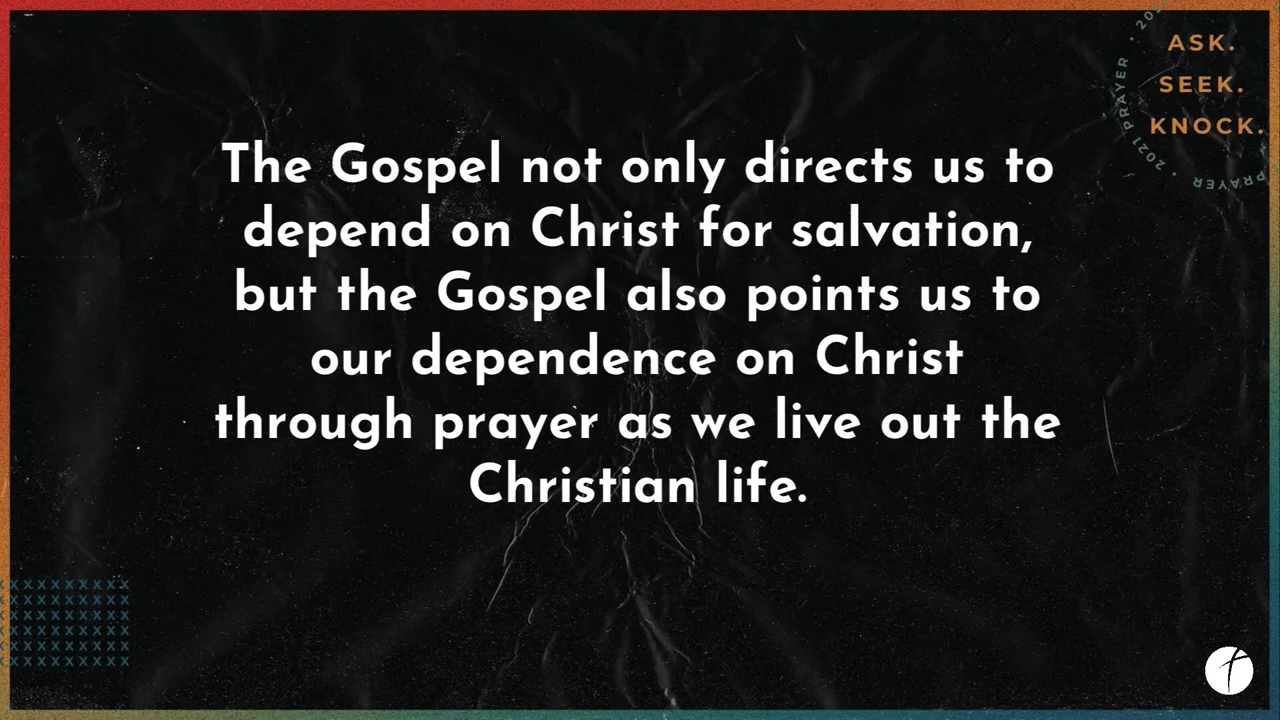 ASK.
SEEK.
KNOCK.
2021 PRAYER
PRAYER
The Gospel not only directs us to
depend on Christ for salvation,
but the Gospel also points us to
our dependence on Christ
through prayer as we live out the
Christian life.
x x x x x x x x x x
x x x x x x x x x x
x x x x x x x x x x
x x x x x x x x x x
x x x x x x x x x x
x x x x x x x x x x